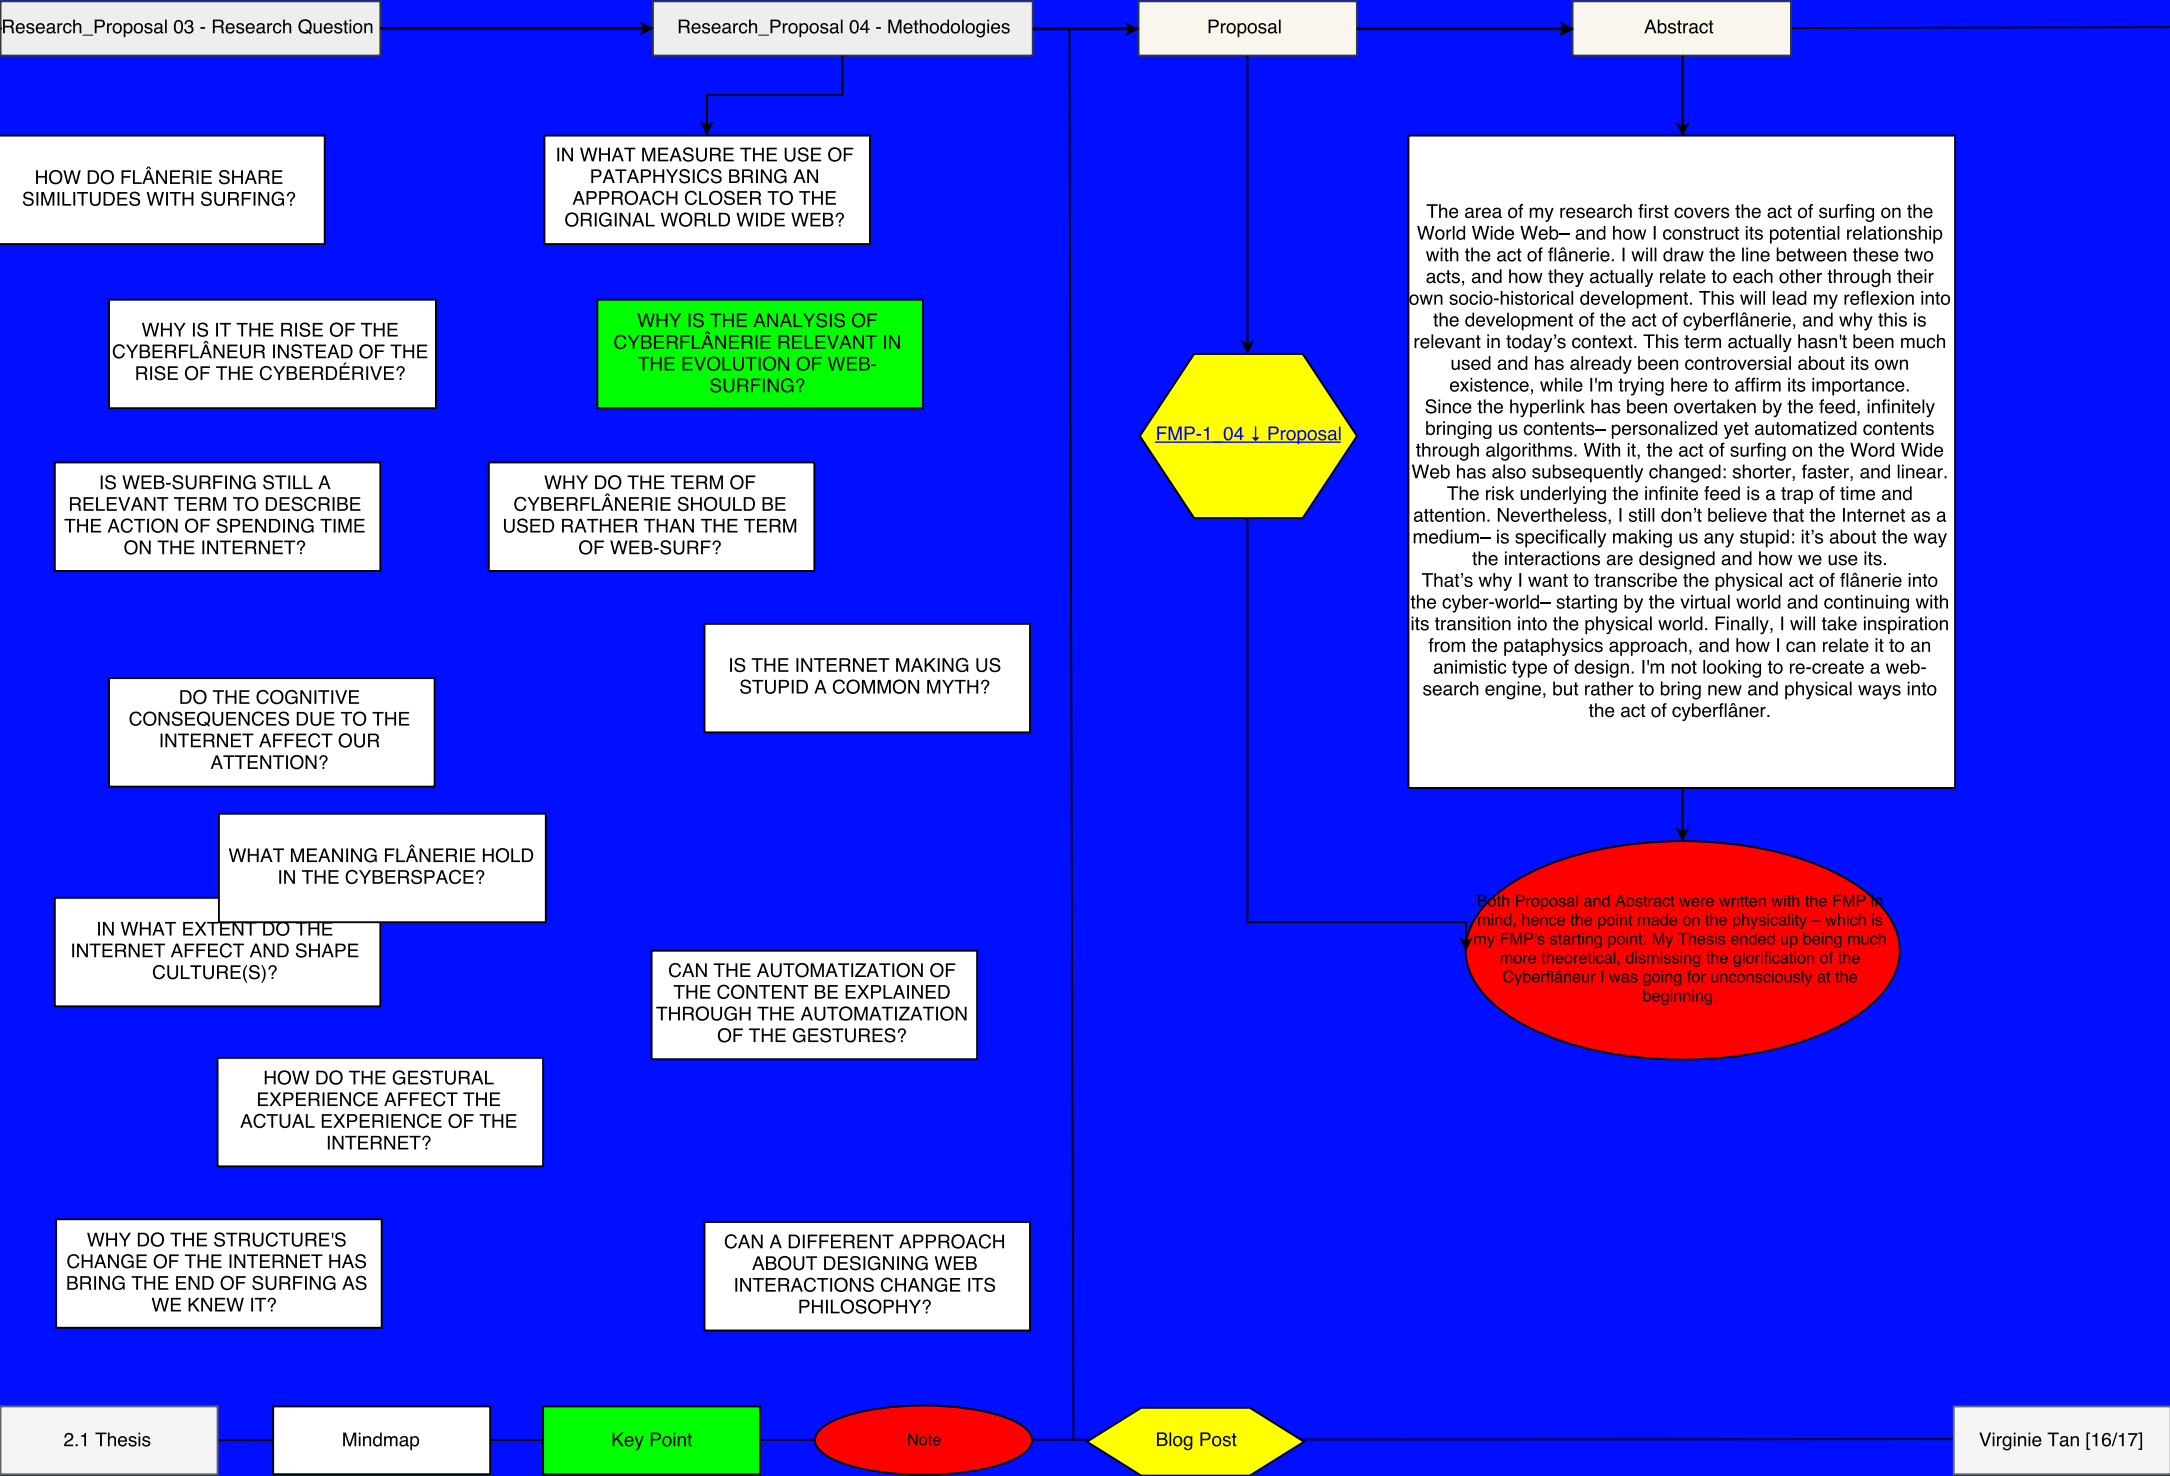 Research_Proposal 03 - Research Question
Research_Proposal 04 - Methodologies
Proposal
Abstract
HOW DO FLÂNERIE SHARE
SIMILITUDES WITH SURFING?
IN WHAT MEASURE THE USE OF
PATAPHYSICS BRING AN
APPROACH CLOSER TO THE
ORIGINAL WORLD WIDE WEB?
WHY IS IT THE RISE OF THE
CYBERFLÂNEUR INSTEAD OF THE
RISE OF THE CYBERDÉRIVE?
WHY IS THE ANALYSIS OF
CYBERFLÂNERIE RELEVANT IN
THE EVOLUTION OF WEB-
SURFING?
IS WEB-SURFING STILL A
RELEVANT TERM TO DESCRIBE
THE ACTION OF SPENDING TIME
ON THE INTERNET?
WHY DO THE TERM OF
CYBERFLÂNERIE SHOULD BE
USED RATHER THAN THE TERM
OF WEB-SURF?
IS THE INTERNET MAKING US
STUPID A COMMON MYTH?
DO THE COGNITIVE
CONSEQUENCES DUE TO THE
INTERNET AFFECT OUR
ATTENTION?
WHAT MEANING FLÂNERIE HOLD
IN THE CYBERSPACE?
IN WHAT EXTENT DO THE
INTERNET AFFECT AND SHAPE
CULTURE(S)?
CAN THE AUTOMATIZATION OF
THE CONTENT BE EXPLAINED
THROUGH THE AUTOMATIZATION
OF THE GESTURES?
HOW DO THE GESTURAL
EXPERIENCE AFFECT THE
ACTUAL EXPERIENCE OF THE
INTERNET?
WHY DO THE STRUCTURE'S
CHANGE OF THE INTERNET HAS
BRING THE END OF SURFING AS
WE KNEW IT?
CAN A DIFFERENT APPROACH
ABOUT DESIGNING WEB
INTERACTIONS CHANGE ITS
PHILOSOPHY?
FMP-1_04 ↓ Proposal
The area of my research first covers the act of surfing on the
World Wide Web– and how I construct its potential relationship
with the act of flânerie. I will draw the line between these two
acts, and how they actually relate to each other through their
own socio-historical development. This will lead my reflexion into
the development of the act of cyberflânerie, and why this is
relevant in today's context. This term actually hasn't been much
used and has already been controversial about its own
existence, while I'm trying here to affirm its importance.
Since the hyperlink has been overtaken by the feed, infinitely
bringing us contents– personalized yet automatized contents
through algorithms. With it, the act of surfing on the Word Wide
Web has also subsequently changed: shorter, faster, and linear.
The risk underlying the infinite feed is a trap of time and
attention. Nevertheless, I still don't believe that the Internet as a
medium– is specifically making us any stupid: it's about the way
the interactions are designed and how we use its.
That's why I want to transcribe the physical act of flânerie into
the cyber-world– starting by the virtual world and continuing with
its transition into the physical world. Finally, I will take inspiration
from the pataphysics approach, and how I can relate it to an
animistic type of design. I'm not looking to re-create a web-
search engine, but rather to bring new and physical ways into
the act of cyberflâner.
Both Proposal and Abstract were written with the FMP in
mind, hence the point made on the physicality – which is
my FMP's starting point. My Thesis ended up being much
more theoretical, dismissing the glorification of the
Cyberflâneur I was going for unconsciously at the
beginning.
2.1 Thesis
Mindmap
Key Point
Note
Blog Post
Virginie Tan [16/17]